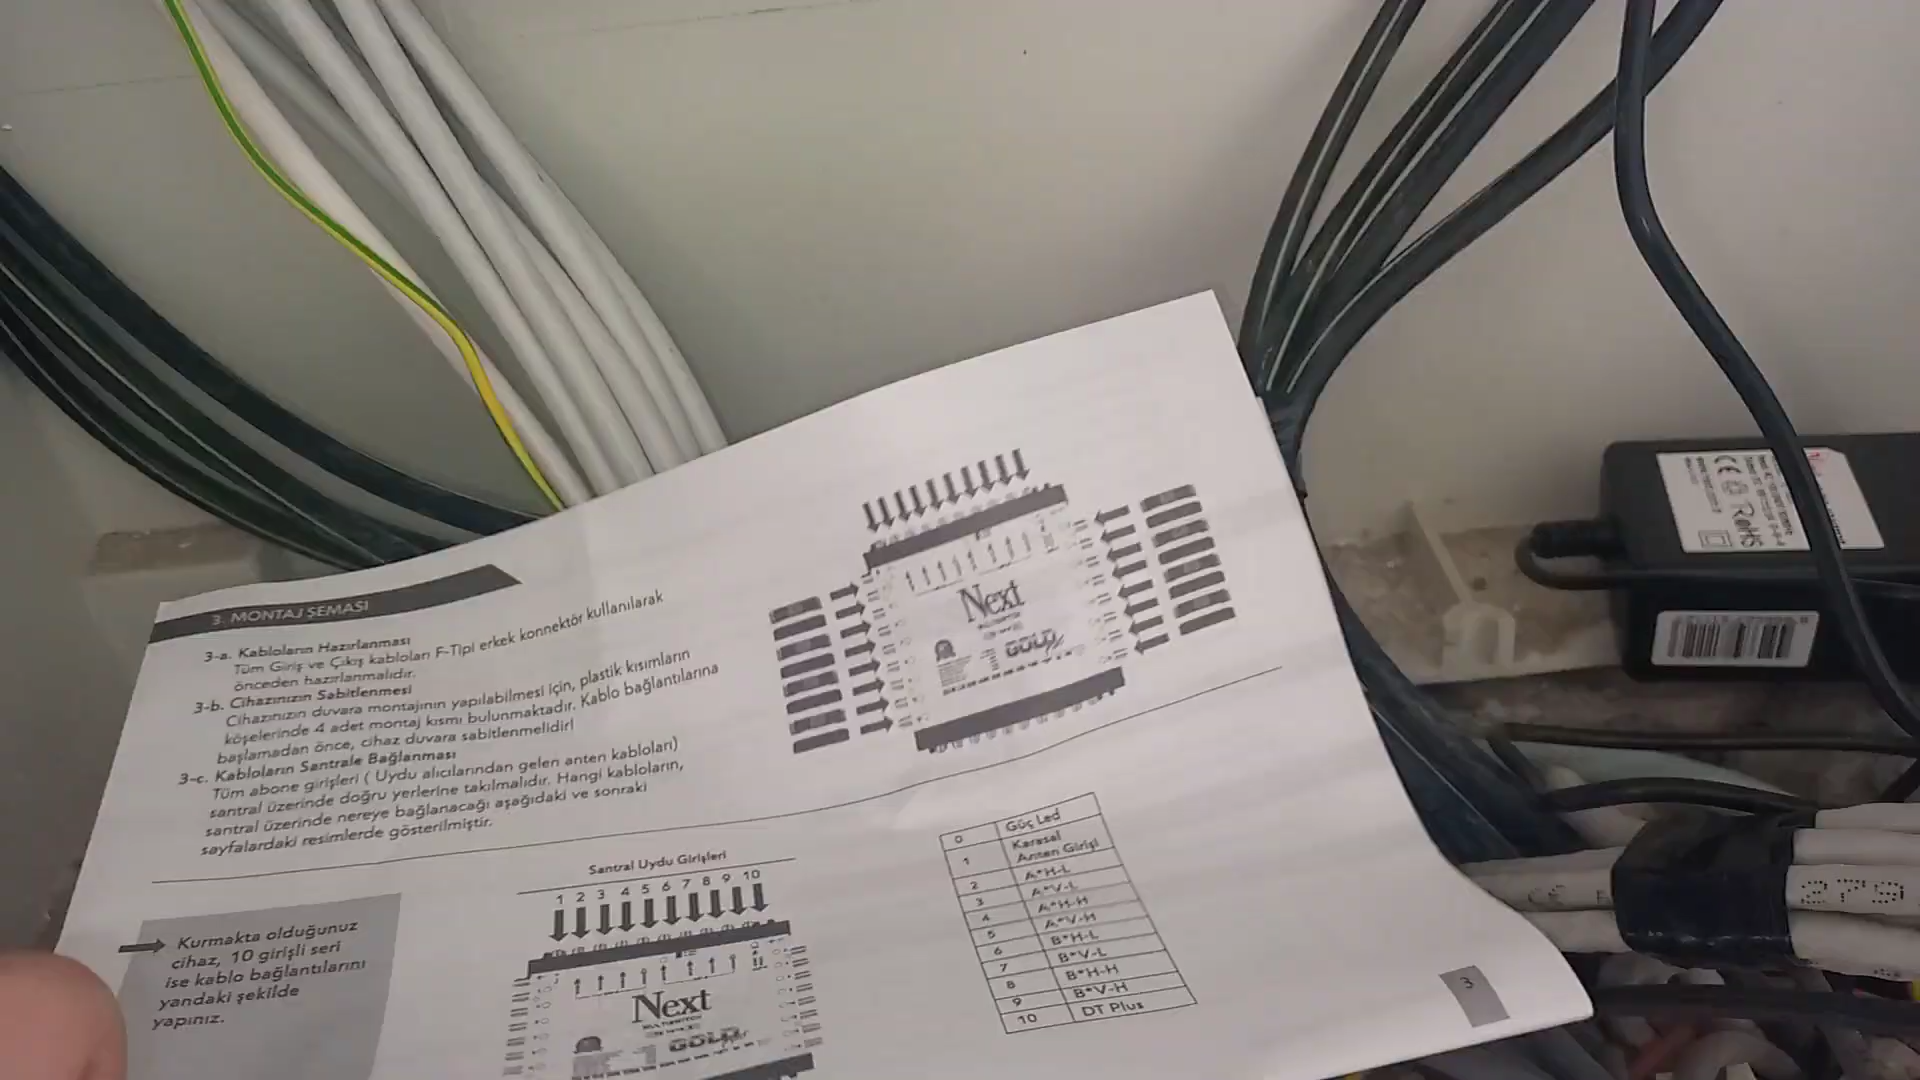 3. MONTAJ ŞEMASI
3-a. Kabloların Hazırlanması
Tüm Giriş ve Çıkış kabloları F-Tipi erkek konnektör kullanılarak
önceden hazırlanmalıdır.
3-b. Cihazınızın Sabitlenmesi
Cihazınızın duvara montajının yapılabilmesi için, plastik kısımların
köşelerinde 4 adet montaj kısmı bulunmaktadır. Kablo bağlantılarına
başlamadan önce, cihaz duvara sabitlenmelidir!
3-c. Kabloların Santrale Bağlanması
Tüm abone girişleri ( Uydu alıcılarından gelen anten kabloları)
santral üzerinde doğru yerlerine takılmalıdır. Hangi kabloların,
santral üzerinde nereye bağlanacağı aşağıdaki ve sonraki
sayfalardaki resimlerde gösterilmiştir.
Next
GOLD
Kurmakta olduğunuz
cihaz, 10 girişli seri
ise kablo bağlantılarını
yandaki şekilde
yapınız.
Santral Uydu Girişleri
1 2 3 4 5 6 7 8 9 10
Next
GOLD
0 Güç Led
1 Karasal
Anten Girişi
2 A*H-L
3 A*V-L
4 A*H-H
5 A*V-H
6 B*H-L
7 B*V-L
8 B*H-H
9 B*V-H
10 DT Plus
3
CE
RoHS
CE
279